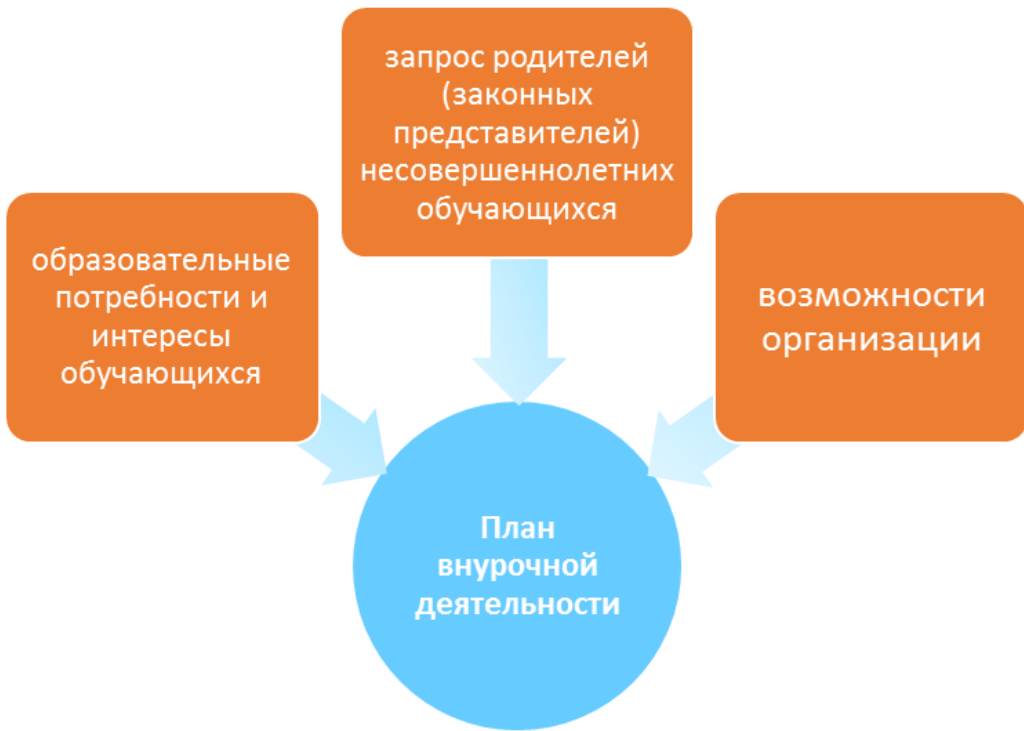 запрос родителей
(законных
представителей)
несовершеннолетних
обучающихся
образовательные
потребности и
интересы
обучающихся
возможности
организации
План
внурочной
деятельности